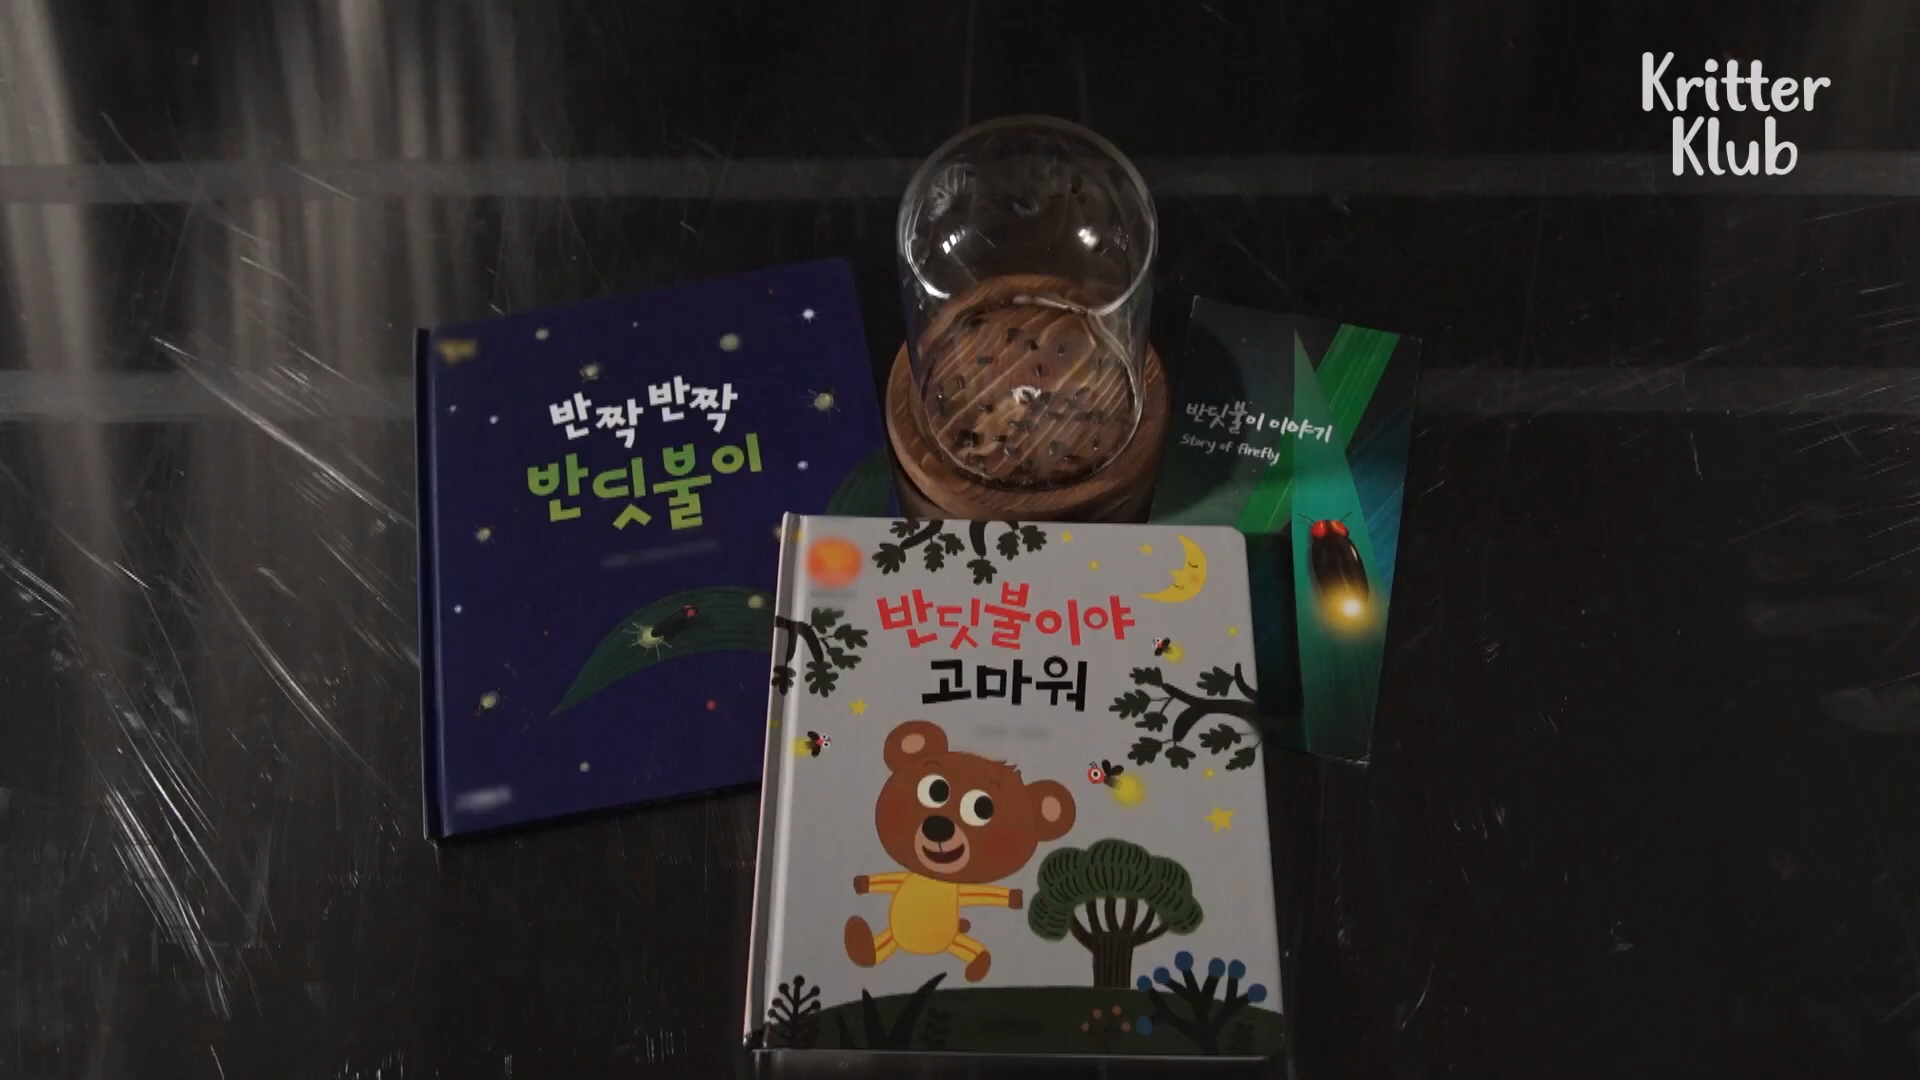 Kritter
Klub
반짝 반짝
반딧불이
반딧불이 이야기
Story of firefly
반딧불이야
고마워